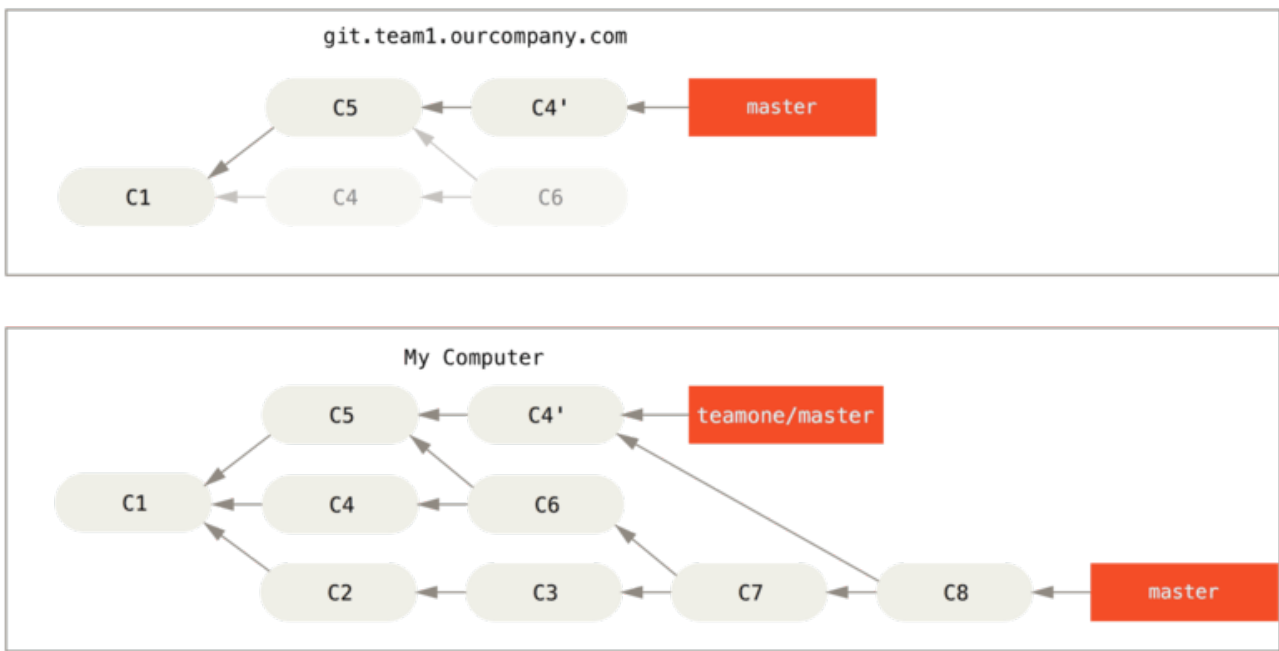 git.team1.ourcompany.com
C5 C4' master
C1 C4 C6
My Computer
C5 C4' teamone/master
C1 C4 C6
C2 C3 C7 C8 master